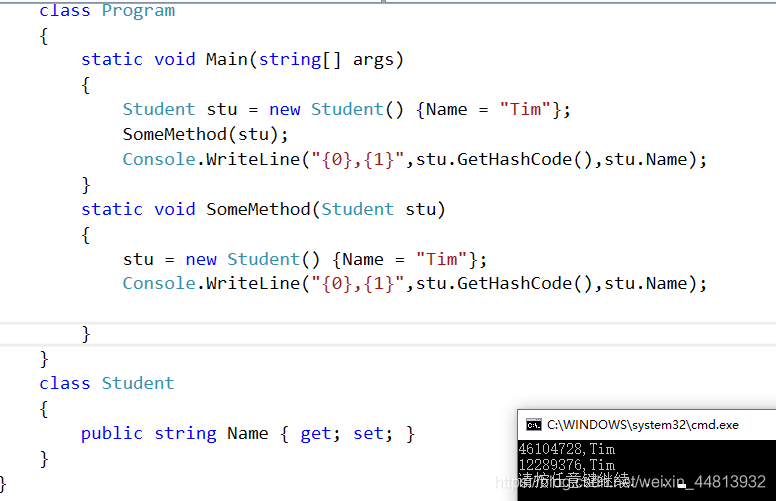 class Program
{
static void Main(string[] args)
{
Student stu = new Student() {Name = "Tim"};
SomeMethod(stu);
Console.WriteLine("{0},{1}",stu.GetHashCode(),stu.Name);
}
static void SomeMethod(Student stu)
{
stu = new Student() {Name = "Tim"};
Console.WriteLine("{0},{1}",stu.GetHashCode(),stu.Name);
}
}
class Student
{
public string Name { get; set; }
}
}
C:\WINDOWS\system32\cmd.exe
46104728,Tim
12289376,Tim
请按任意键继续. . .
https://blog.csdn.net/weixin_44813932